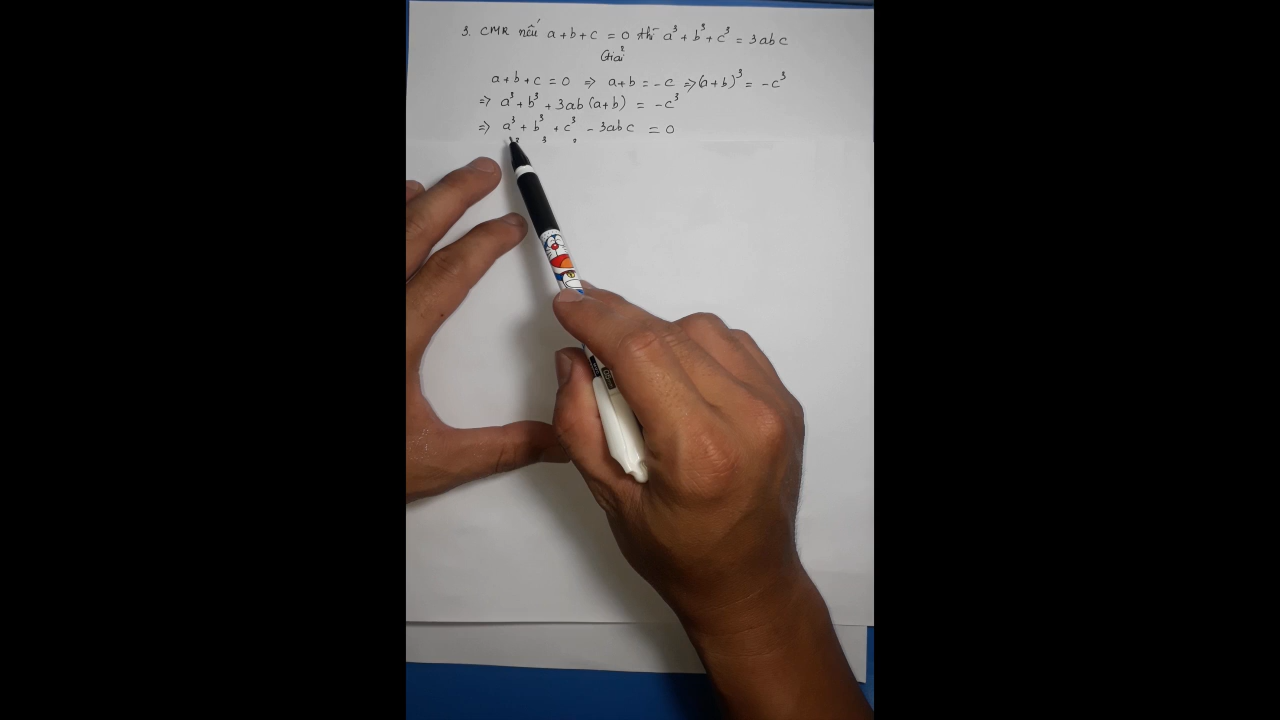 3. CMR nếu a + b + c = 0 thì a³ + b³ + c³ = 3abc
Giải
a + b + c = 0 => a + b = -c => (a+b)³ = -c³
=> a³ + b³ + 3ab (a+b) = -c³
=> a³ + b³ + c³ - 3abc = 0